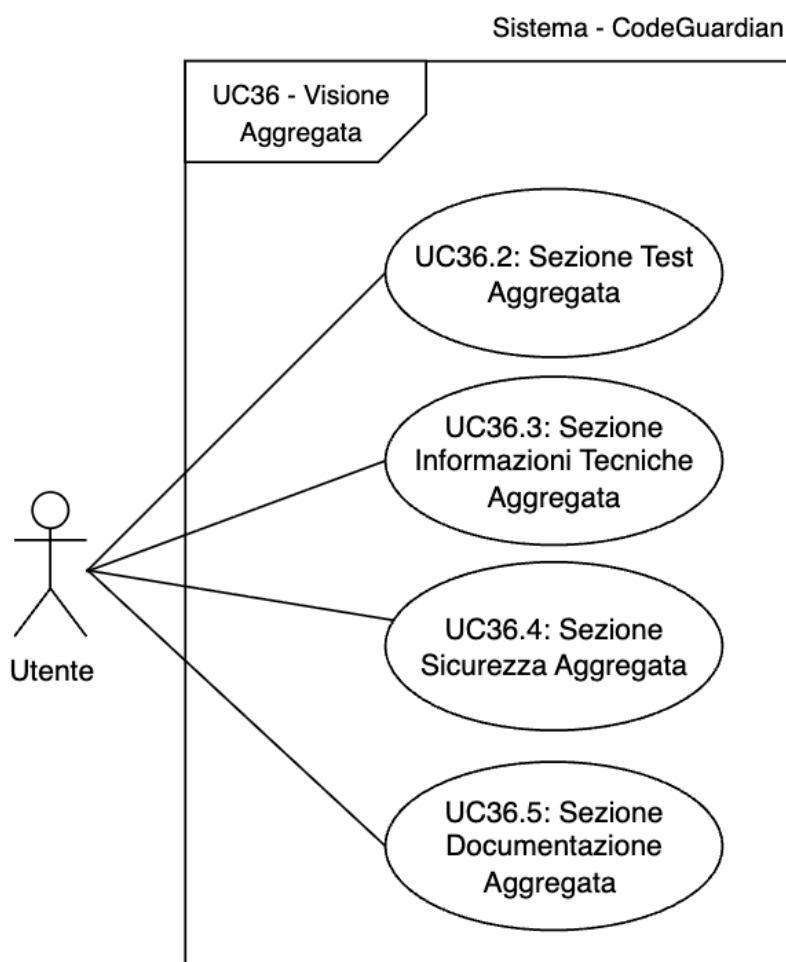 Sistema - CodeGuardian
UC36 - Visione
Aggregata
UC36.2: Sezione Test
Aggregata
UC36.3: Sezione
Informazioni Tecniche
Aggregata
UC36.4: Sezione
Sicurezza Aggregata
Utente
UC36.5: Sezione
Documentazione
Aggregata